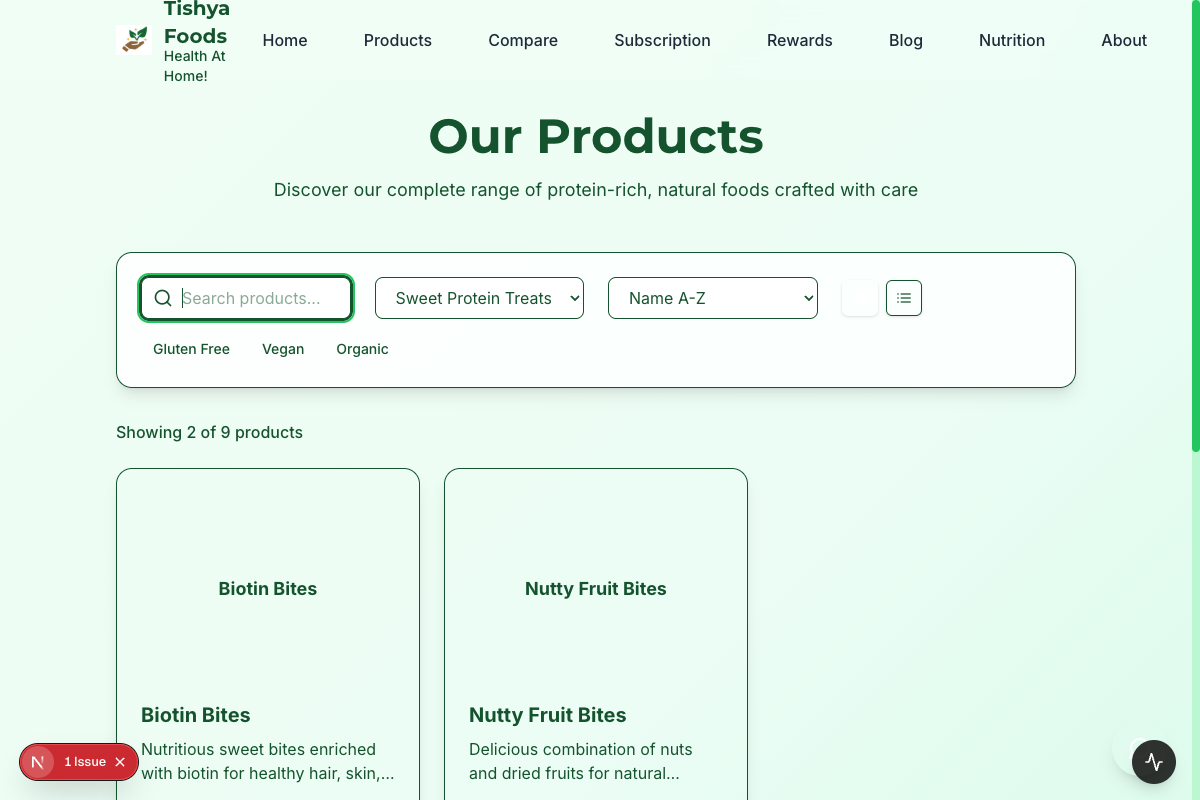 Tishya
Foods
Health At
Home!
Home Products Compare Subscription Rewards Blog Nutrition About
Our Products
Discover our complete range of protein-rich, natural foods crafted with care
Search products... Sweet Protein Treats Name A-Z
Gluten Free Vegan Organic
Showing 2 of 9 products
Biotin Bites
Biotin Bites
Nutritious sweet bites enriched
with biotin for healthy hair, skin,...
Nutty Fruit Bites
Nutty Fruit Bites
Delicious combination of nuts
and dried fruits for natural...
N 1 Issue